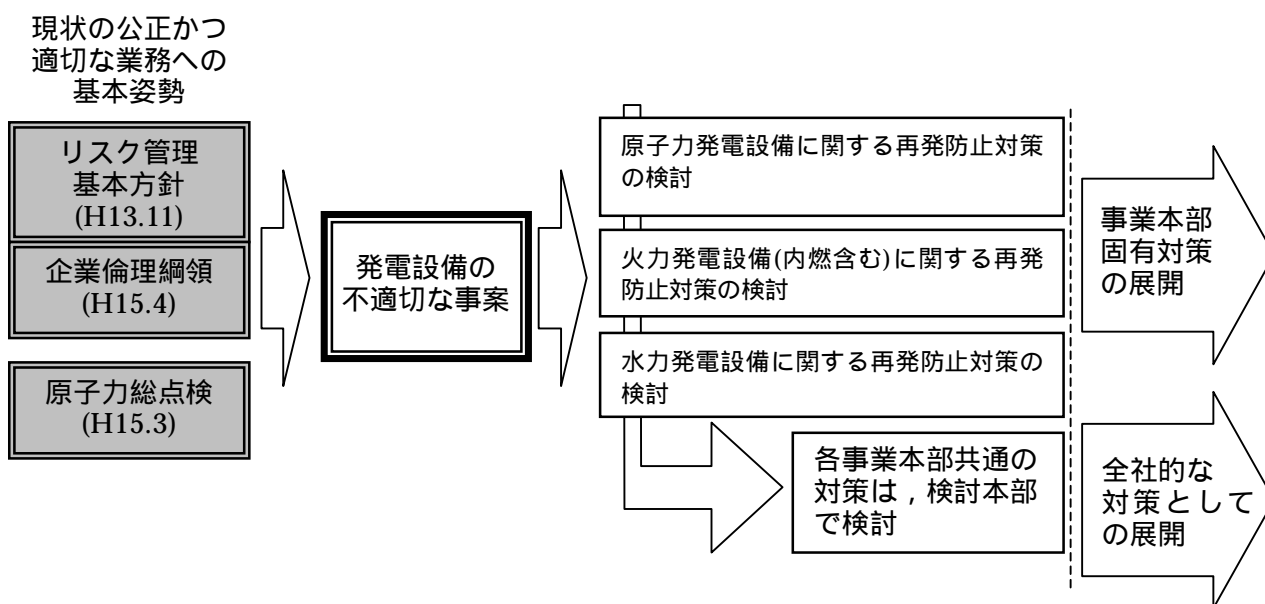 現状の公正かつ
適切な業務への
基本姿勢
リスク管理
基本方針
(H13.11)
企業倫理綱領
(H15.4)
原子力総点検
(H15.3)
発電設備の
不適切な事案
原子力発電設備に関する再発防止対策
の検討
火力発電設備(内燃含む)に関する再発
防止対策の検討
水力発電設備に関する再発防止対策の
検討
各事業本部共通の
対策は，検討本部
で検討
事業本部
固有対策
の展開
全社的な
対策として
の展開